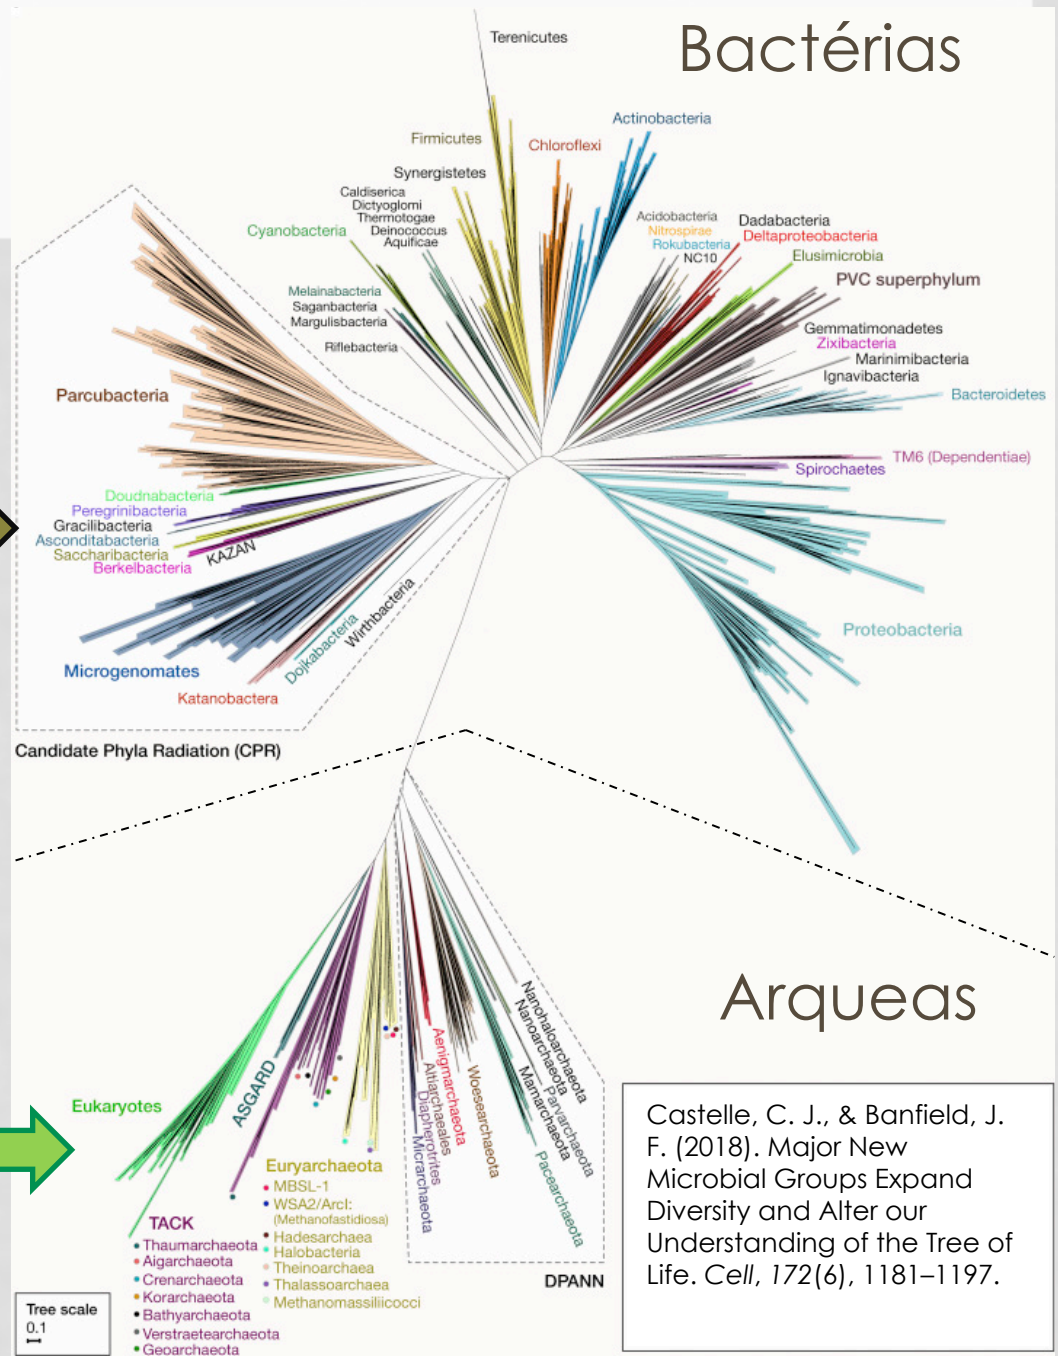 Bactérias
Terenicutes
Actinobacteria
Firmicutes
Chloroflexi
Synergistetes
Caldiserica
Dictyoglomi
Thermotogae
Deinococcus
Aquificae
Cyanobacteria
Acidobacteria
Nitrospirae
Rokubacteria
NC10
Dadabacteria
Deltaproteobacteria
Elusimicrobia
PVC superphylum
Melainabacteria
Saganbacteria
Margulisbacteria
Riflebacteria
Gemmatimonadetes
Zixibacteria
Marinimibacteria
Ignavibacteria
Bacteroidetes
Parcubacteria
TM6 (Dependentiae)
Spirochaetes
Doudnabacteria
Peregrinibacteria
Gracilibacteria
Asconditabacteria
Saccharibacteria
Berkelbacteria
KAZAN
Wirthbacteria
Dojkabacteria
Proteobacteria
Microgenomates
Katanobactera
Candidate Phyla Radiation (CPR)
Arqueas
Eukaryotes
ASGARD
Nanohaloarchaeota
Nanoarchaeota
Parvarchaeota
Mamarchaeota
Pacearchaeota
Woesearchaeota
Aenigmarchaeota
Altiarchaeales
Diapherotrites
Micrarchaeota
DPANN
Euryarchaeota
MBSL-1
WSA2/ArcI:
(Methanofastidiosa)
Hadesarchaea
Halobacteria
Theinoarchaea
Thalassoarchaea
Methanomassiliicocci
TACK
Thaumarchaeota
Aigarchaeota
Crenarchaeota
Korarchaeota
Bathyarchaeota
Verstraetearchaeota
Geoarchaeota
Tree scale
0.1
Castelle, C. J., & Banfield, J.
F. (2018). Major New
Microbial Groups Expand
Diversity and Alter our
Understanding of the Tree of
Life. Cell, 172(6), 1181–1197.